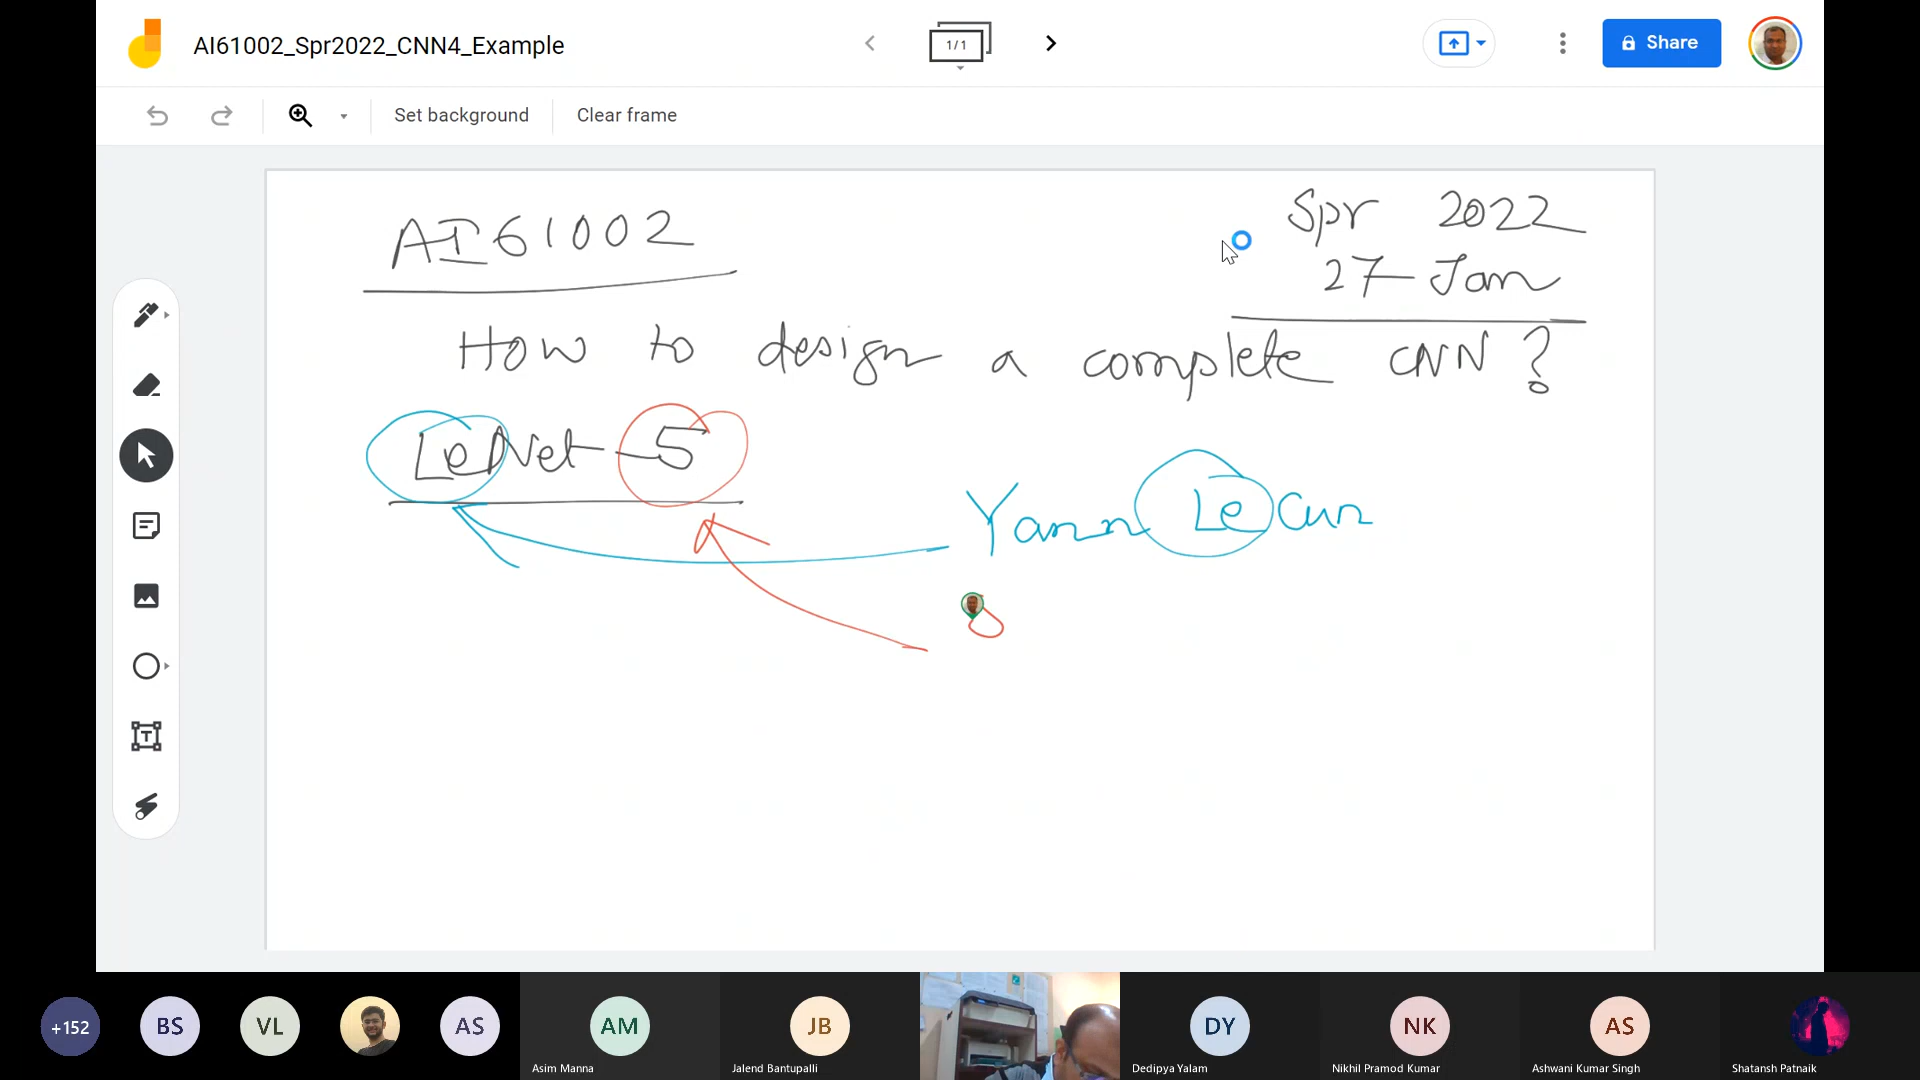 AI61002_Spr2022_CNN4_Example
1/1
Share
Set background
Clear frame
AI61002
Spr 2022
27-Jan
How to design a complete CNN?
LeNet-5
Yann LeCun
+152
BS
VL
AS
AM
JB
DY
NK
AS
Asim Manna
Jalend Bantupalli
Dedipya Yalam
Nikhil Pramod Kumar
Ashwani Kumar Singh
Shatansh Patnaik